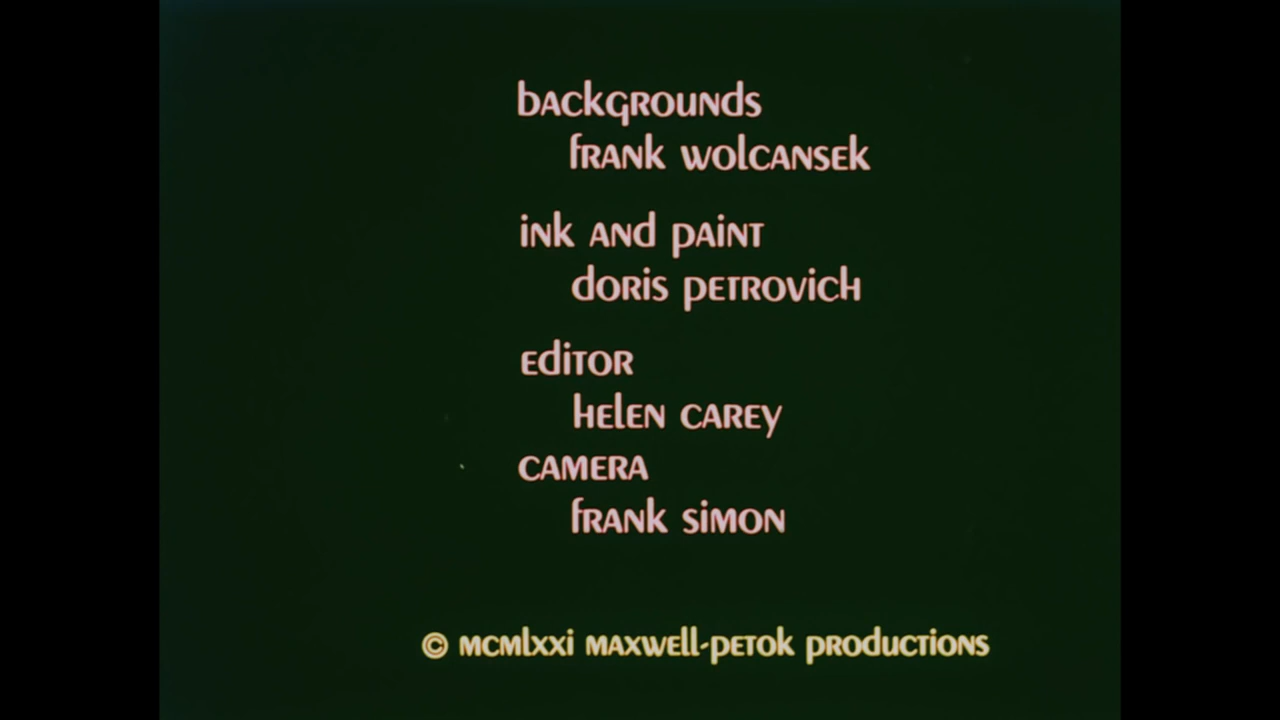 backgrounds
frank wolcansek
ink and paint
doris petrovich
editor
helen carey
camera
frank simon
© mcmlxxi maxwell-petok productions